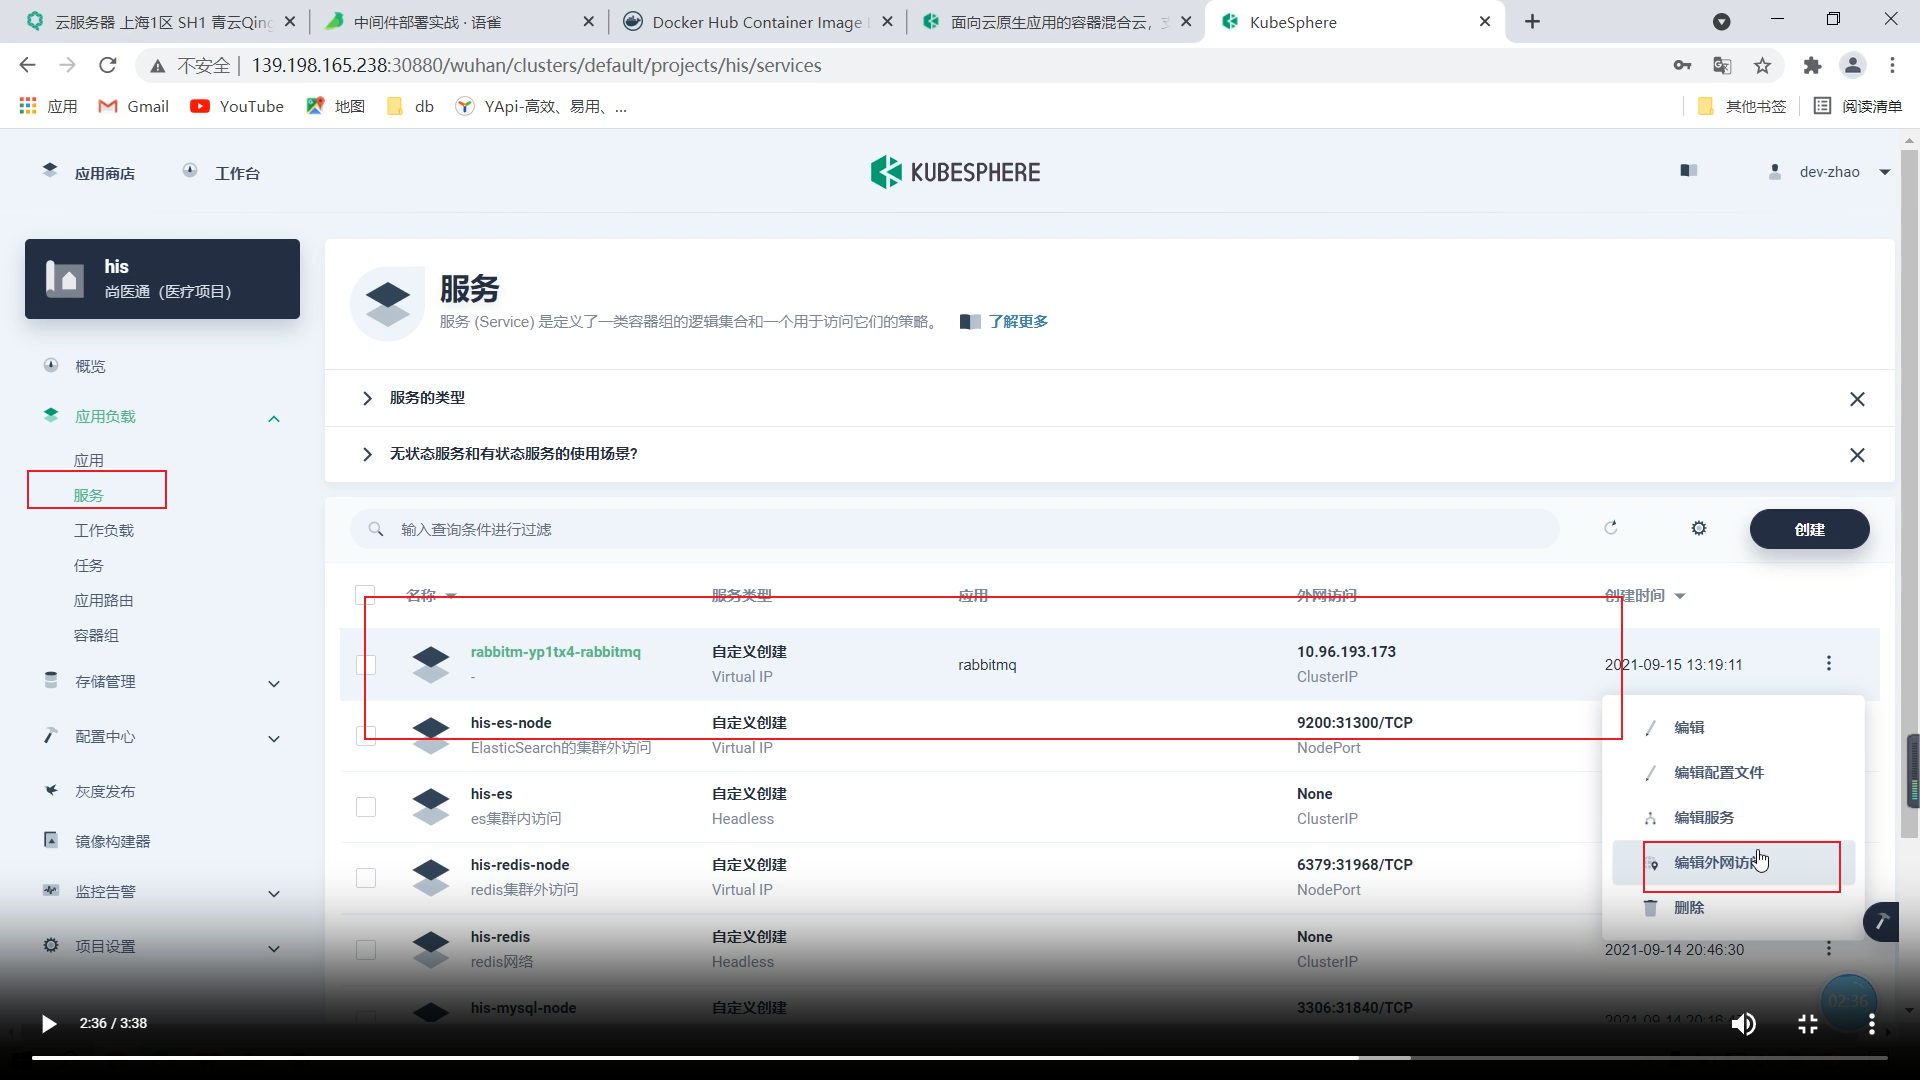 云服务器 上海1区 SH1 青云Qing
中间件部署实战 · 语雀
Docker Hub Container Image
面向云原生应用的容器混合云，
KubeSphere
不安全
139.198.165.238:30880/wuhan/clusters/default/projects/his/services
应用
Gmail
YouTube
地图
db
YApi-高效、易用、...
其他书签
阅读清单
应用商店
工作台
KUBESPHERE
dev-zhao
his
尚医通（医疗项目）
概览
应用负载
应用
服务
工作负载
任务
应用路由
容器组
存储管理
配置中心
灰度发布
镜像构建器
监控告警
项目设置
服务
服务 (Service) 是定义了一类容器组的逻辑集合和一个用于访问它们的策略。
了解更多
服务的类型
无状态服务和有状态服务的使用场景?
输入查询条件进行过滤
创建
名称 服务类型 应用 外网访问 创建时间
rabbitm-yp1tx4-rabbitmq 自定义创建 rabbitmq 10.96.193.173 2021-09-15 13:19:11
- Virtual IP ClusterIP
his-es-node 自定义创建 9200:31300/TCP
ElasticSearch的集群外访问 Virtual IP NodePort
his-es 自定义创建 None
es集群内访问 Headless ClusterIP
his-redis-node 自定义创建 6379:31968/TCP
redis集群外访问 Virtual IP NodePort
his-redis 自定义创建 None 2021-09-14 20:46:30
redis网络 Headless ClusterIP
his-mysql-node 自定义创建 3306:31840/TCP
编辑
编辑配置文件
编辑服务
编辑外网访问
删除
02:36
2:36 / 3:38